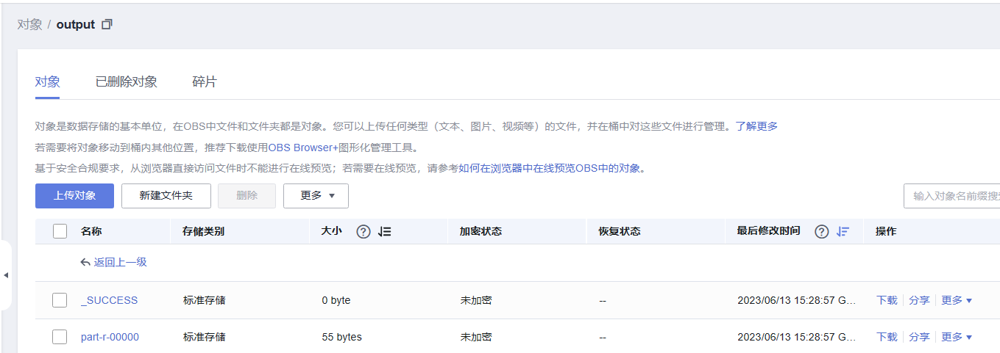 对象 / output
对象 已删除对象 碎片
对象是数据存储的基本单位，在OBS中文件和文件夹都是对象。您可以上传任何类型（文本、图片、视频等）的文件，并在桶中对这些文件进行管理。了解更多
若需要将对象移动到桶内其他位置，推荐下载使用OBS Browser+图形化管理工具。
基于安全合规要求，从浏览器直接访问文件时不能进行在线预览；若需要在线预览，请参考如何在浏览器中在线预览OBS中的对象。
上传对象 新建文件夹 删除 更多 输入对象名前缀搜
名称 存储类别 大小 加密状态 恢复状态 最后修改时间 操作
返回上一级
_SUCCESS 标准存储 0 byte 未加密 -- 2023/06/13 15:28:57 G... 下载 分享 更多
part-r-00000 标准存储 55 bytes 未加密 -- 2023/06/13 15:28:57 G... 下载 分享 更多